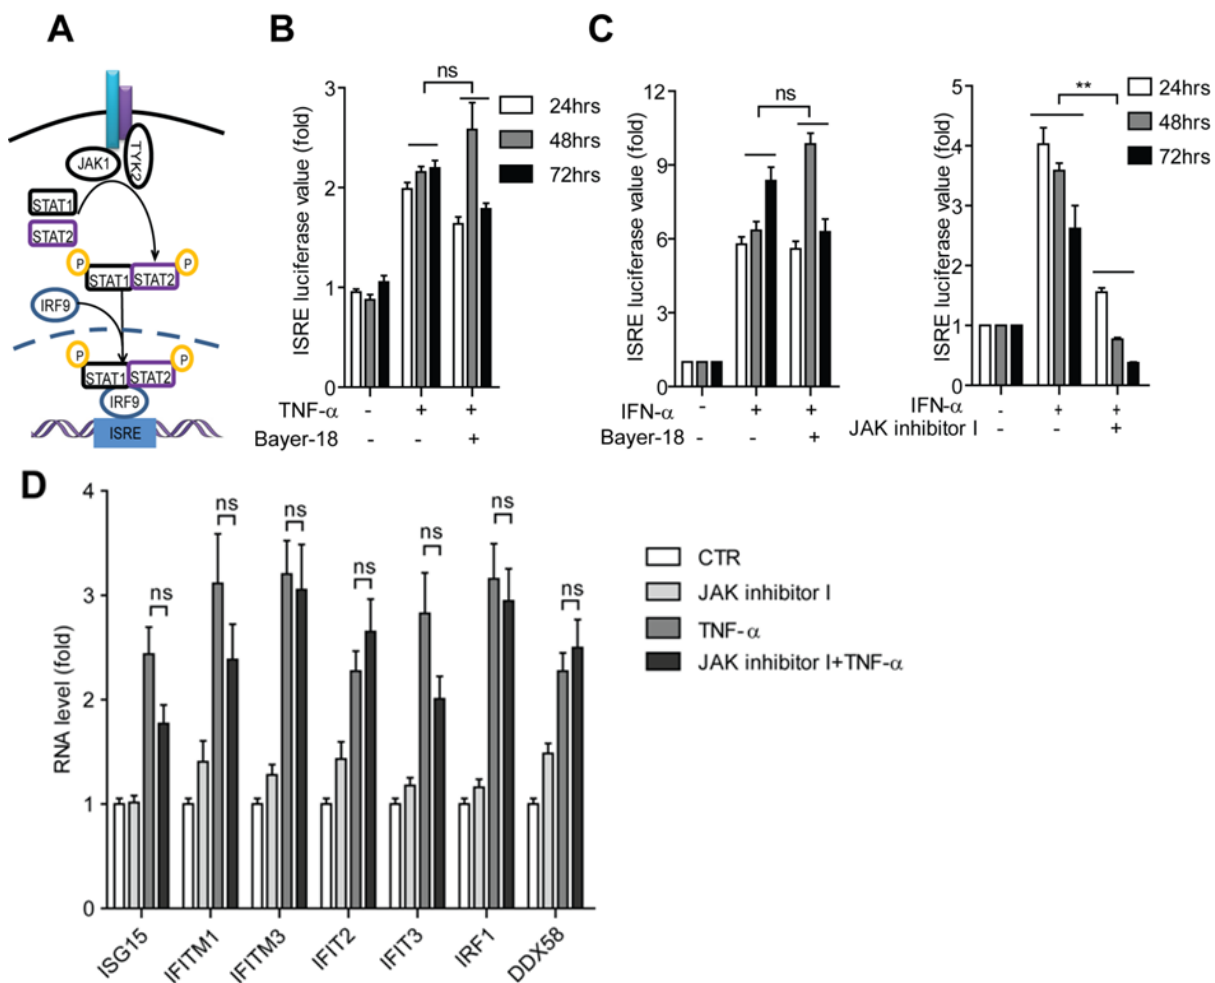 A
JAK1
TYK2
STAT1
STAT2
P
P
STAT1
STAT2
IRF9
P
P
STAT1
STAT2
IRF9
ISRE
B
ISRE luciferase value (fold)
3
2
1
0
ns
24hrs
48hrs
72hrs
TNF-α - + +
Bayer-18 - - +
C
ISRE luciferase value (fold)
12
9
6
3
0
ns
IFN-α - + +
Bayer-18 - - +
ISRE luciferase value (fold)
5
4
3
2
1
0
**
24hrs
48hrs
72hrs
IFN-α - + +
JAK inhibitor I - - +
D
RNA level (fold)
4
3
2
1
0
ns
ns
ns
ns
ns
ns
ns
ISG15
IFITM1
IFITM3
IFIT2
IFIT3
IRF1
DDX58
CTR
JAK inhibitor I
TNF-α
JAK inhibitor I+TNF-α